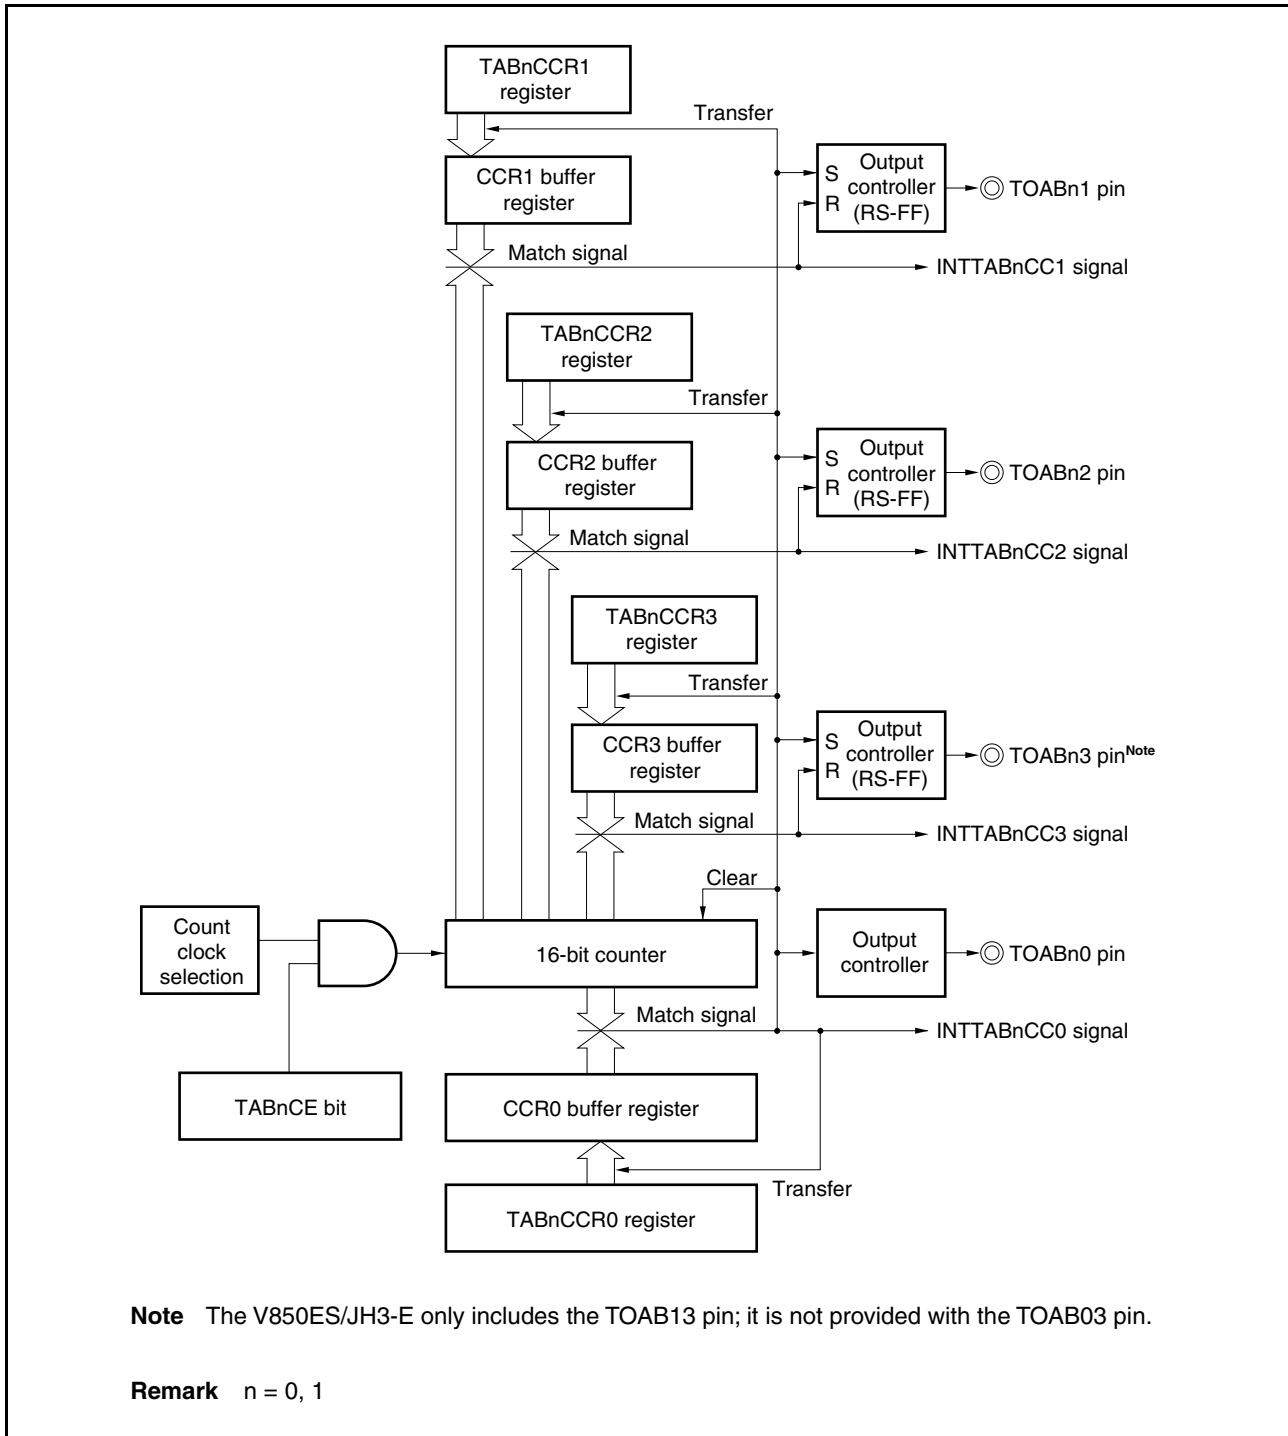 TABnCCR1
register
Transfer
CCR1 buffer
register
S
R
Output
controller
(RS-FF)
TOABn1 pin
Match signal
INTTABnCC1 signal
TABnCCR2
register
Transfer
CCR2 buffer
register
S
R
Output
controller
(RS-FF)
TOABn2 pin
Match signal
INTTABnCC2 signal
TABnCCR3
register
Transfer
CCR3 buffer
register
S
R
Output
controller
(RS-FF)
TOABn3 pinNote
Match signal
INTTABnCC3 signal
Clear
Count
clock
selection
16-bit counter
Output
controller
TOABn0 pin
Match signal
INTTABnCC0 signal
TABnCE bit
CCR0 buffer register
Transfer
TABnCCR0 register
Note The V850ES/JH3-E only includes the TOAB13 pin; it is not provided with the TOAB03 pin.
Remark n = 0, 1